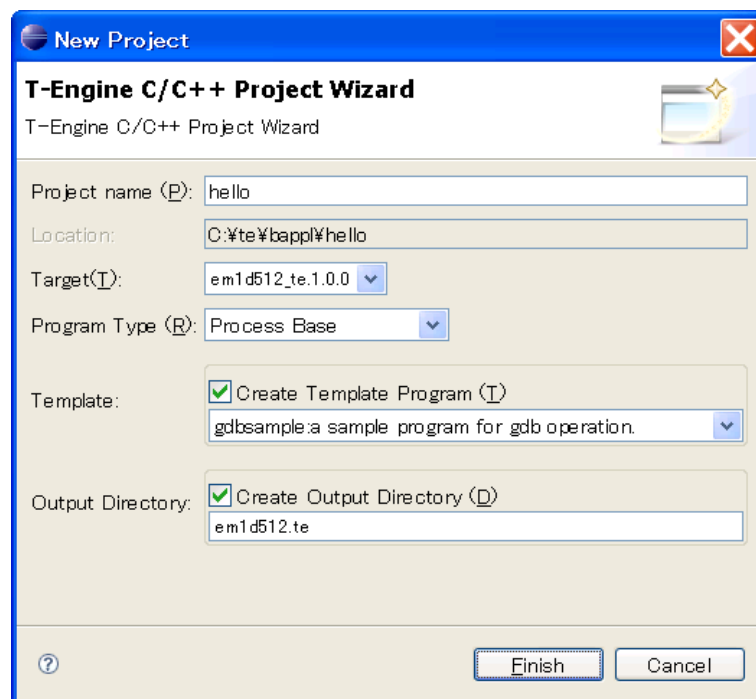 New Project
T-Engine C/C++ Project Wizard
T-Engine C/C++ Project Wizard
Project name (P): hello
Location: C:¥te¥bappl¥hello
Target(T): em1d512_te.1.0.0
Program Type (R): Process Base
Template: Create Template Program (T)
gdbsample:a sample program for gdb operation.
Output Directory: Create Output Directory (D)
em1d512.te
? Finish Cancel